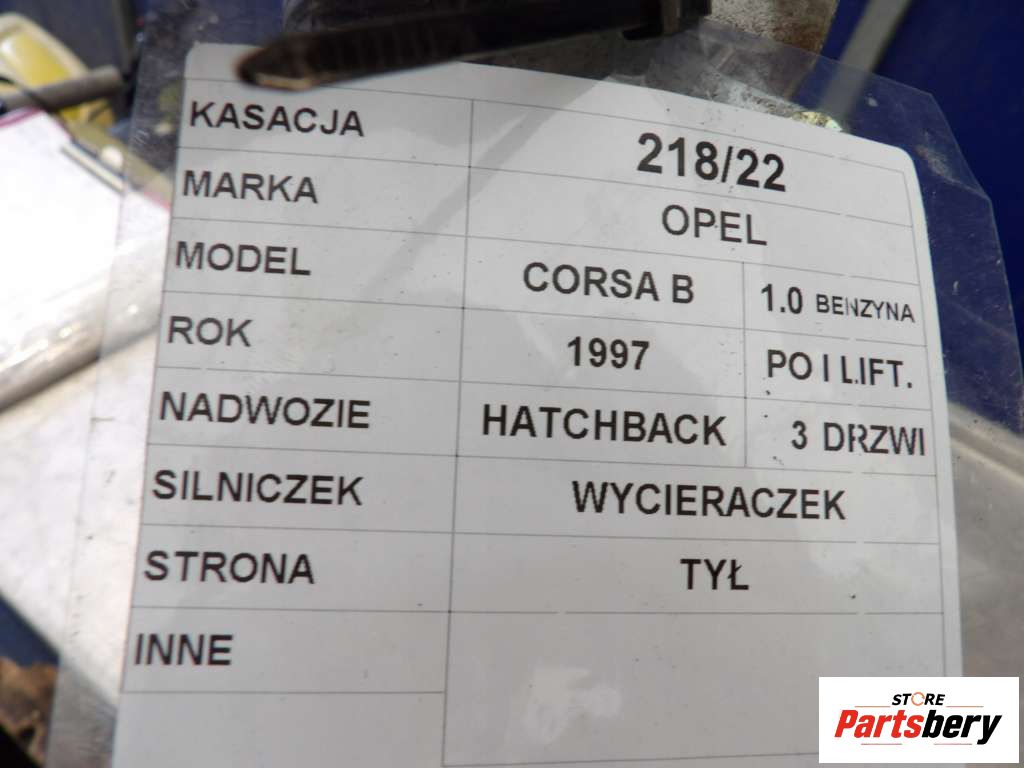 KASACJA 218/22
MARKA OPEL
MODEL CORSA B 1.0 BENZYNA
ROK 1997 PO I LIFT.
NADWOZIE HATCHBACK 3 DRZWI
SILNICZEK WYCIERACZEK
STRONA TYŁ
INNE
STORE
Partsbery